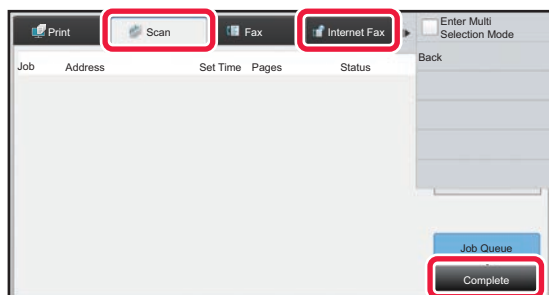 Print
Scan
Fax
Internet Fax
Enter Multi
Selection Mode
Back
Job Address Set Time Pages Status
Job Queue
Complete